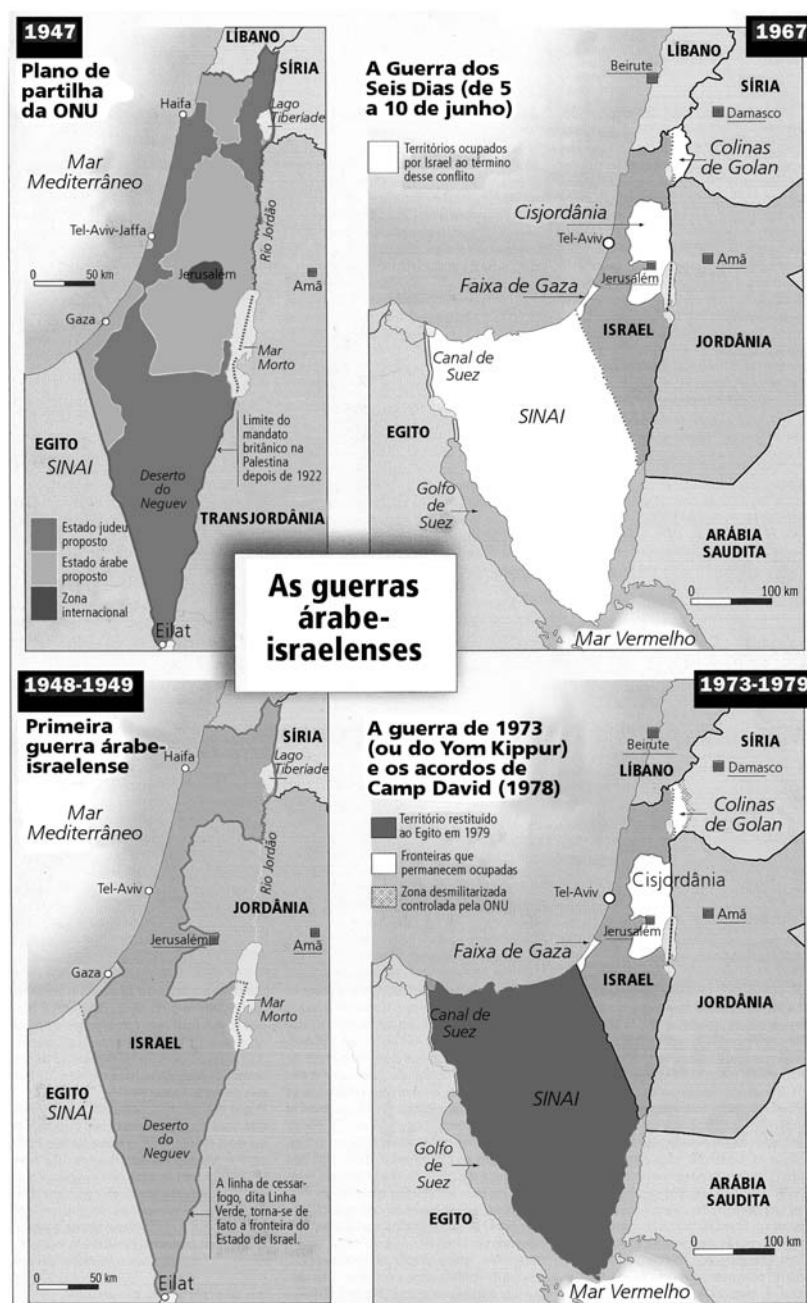 1947
Plano de
partilha
da ONU
LÍBANO
SÍRIA
Haifa
Lago
Tiberíade
Mar
Mediterrâneo
Tel-Aviv-Jaffa
Rio Jordão
0 50 km
Jerusalém
Amã
Gaza
Mar
Morto
EGITO
SINAI
Limite do
mandato
britânico na
Palestina
depois de 1922
Deserto
do
Neguev
TRANSJORDÂNIA
Estado judeu
proposto
Estado árabe
proposto
Zona
internacional
Eilat
1967
A Guerra dos
Seis Dias (de 5
a 10 de junho)
Beirute
LÍBANO
SÍRIA
Damasco
Territórios ocupados
por Israel ao término
desse conflito
Colinas
de Golan
Cisjordânia
Tel-Aviv
Jerusalém
Amã
Faixa de Gaza
ISRAEL
JORDÂNIA
Canal de
Suez
SINAI
EGITO
Golfo
de
Suez
ARÁBIA
SAUDITA
0 100 km
Mar Vermelho
As guerras
árabe-
israelenses
1948-1949
Primeira
guerra árabe-
israelense
SÍRIA
Haifa
Lago
Tiberíade
Mar
Mediterrâneo
Rio Jordão
Tel-Aviv
JORDÂNIA
Jerusalém
Amã
Gaza
Mar
Morto
ISRAEL
EGITO
SINAI
Deserto
do
Neguev
A linha de cessar-
fogo, dita Linha
Verde, torna-se de
fato a fronteira do
Estado de Israel.
0 50 km
Eilat
1973-1979
A guerra de 1973
(ou do Yom Kippur)
e os acordos de
Camp David (1978)
Beirute
LÍBANO
SÍRIA
Damasco
Território restituído
ao Egito em 1979
Fronteiras que
permanecem ocupadas
Zona desmilitarizada
controlada pela ONU
Colinas
de Golan
Cisjordânia
Tel-Aviv
Jerusalém
Amã
Faixa de Gaza
ISRAEL
JORDÂNIA
Canal de
Suez
SINAI
Golfo
de
Suez
EGITO
ARÁBIA
SAUDITA
0 100 km
Mar Vermelho